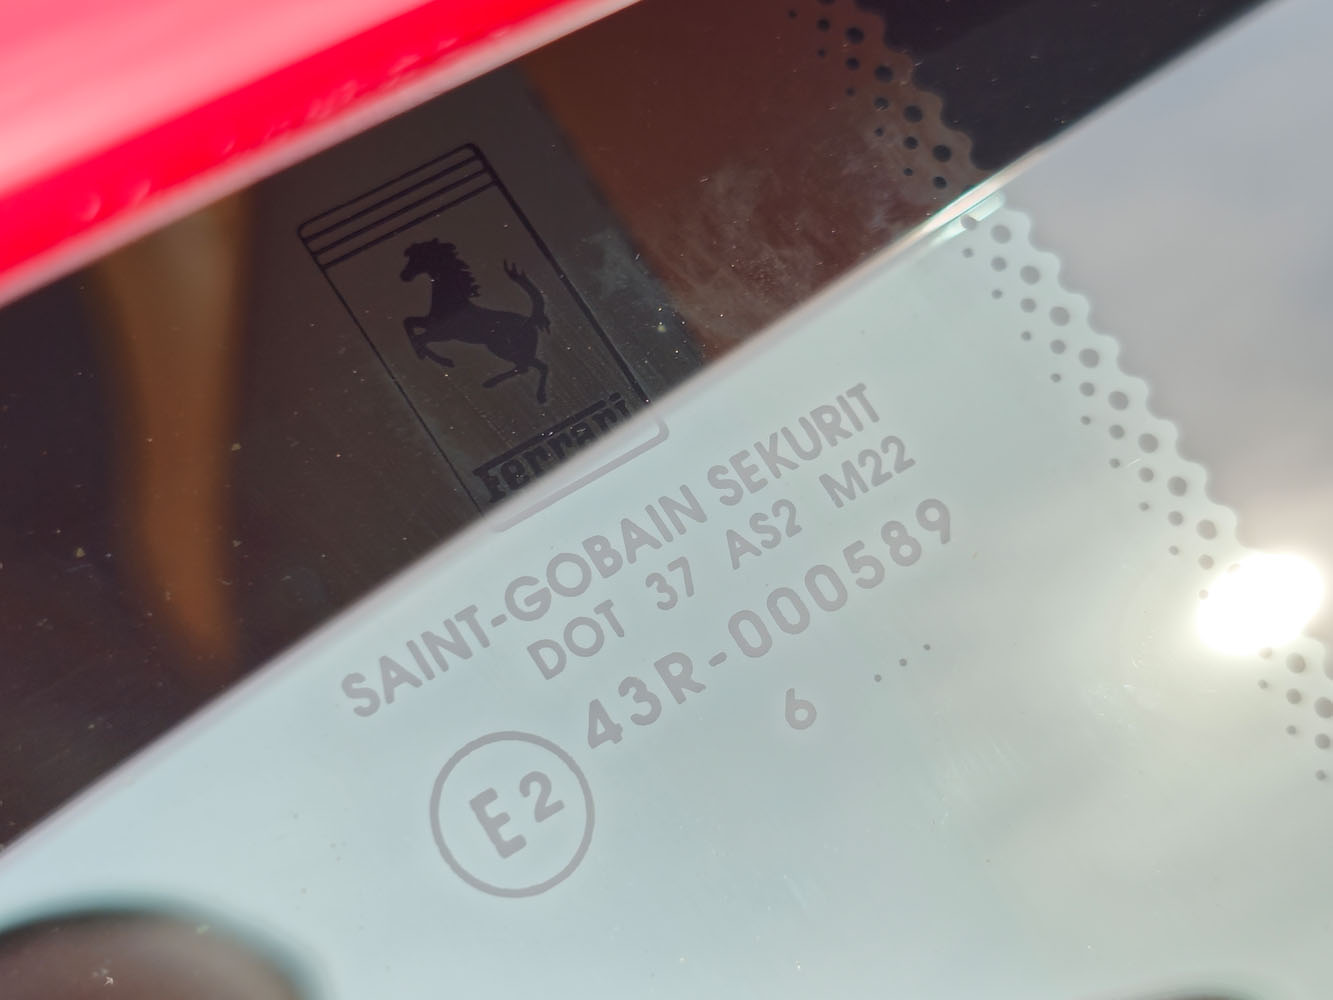 Ferrari
SAINT-GOBAIN SEKURIT
DOT 37 AS2 M22
43R-000589
E2
6 ...